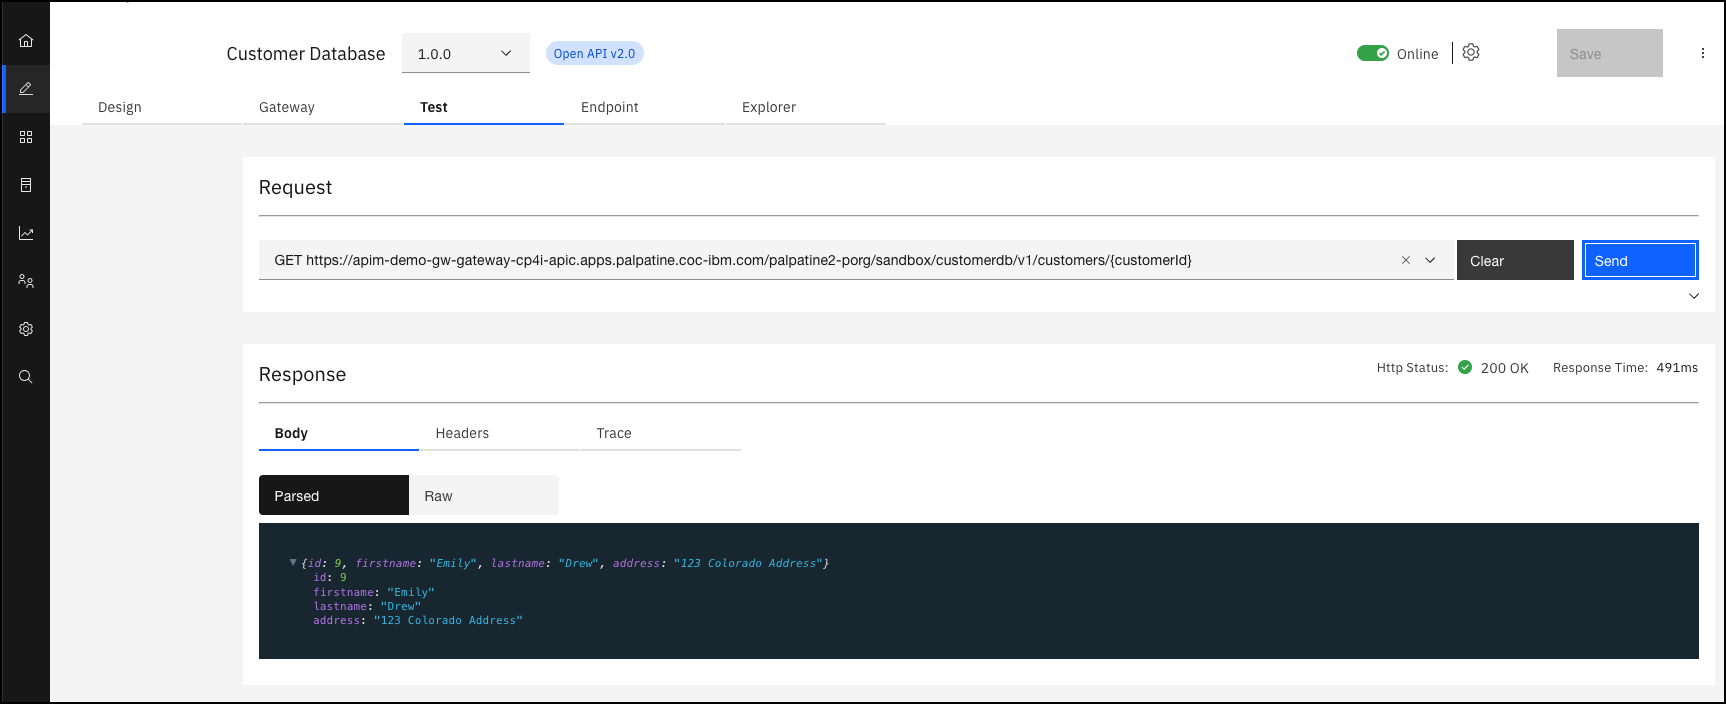 Customer Database
1.0.0
Open API v2.0
Online
Save
Design
Gateway
Test
Endpoint
Explorer
Request
GET https://apim-demo-gw-gateway-cp4i-apic.apps.palpatine.coc-ibm.com/palpatine2-porg/sandbox/customerdb/v1/customers/{customerId}
Clear
Send
Response
Http Status:
200 OK
Response Time: 491ms
Body
Headers
Trace
Parsed
Raw
{id: 9, firstname: "Emily", lastname: "Drew", address: "123 Colorado Address"}
id: 9
firstname: "Emily"
lastname: "Drew"
address: "123 Colorado Address"